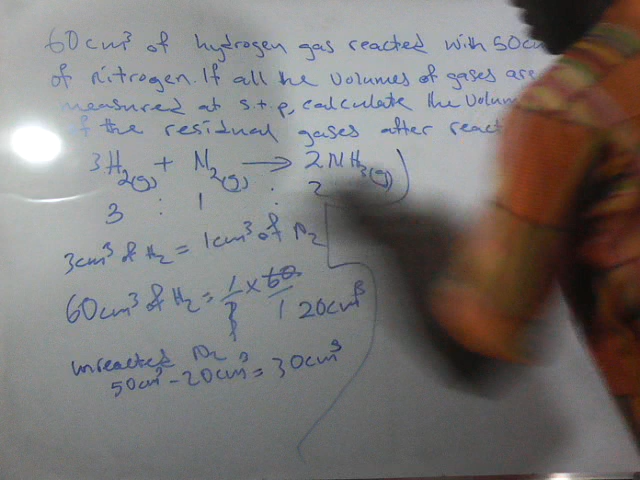 60cm³ of hydrogen gas reacted with 50c
of nitrogen. If all the volumes of gases are
measured at s.t.p, calculate the volum
of the residual gases after react
3H₂(g) + N₂(g) → 2NH₃(g)
3 : 1 : 2
3cm³ of H₂ = 1cm³ of N₂
60cm³ of H₂ = 1/3 × 60/1 20cm³
unreacted N₂
50cm³ - 20cm³ = 30cm³